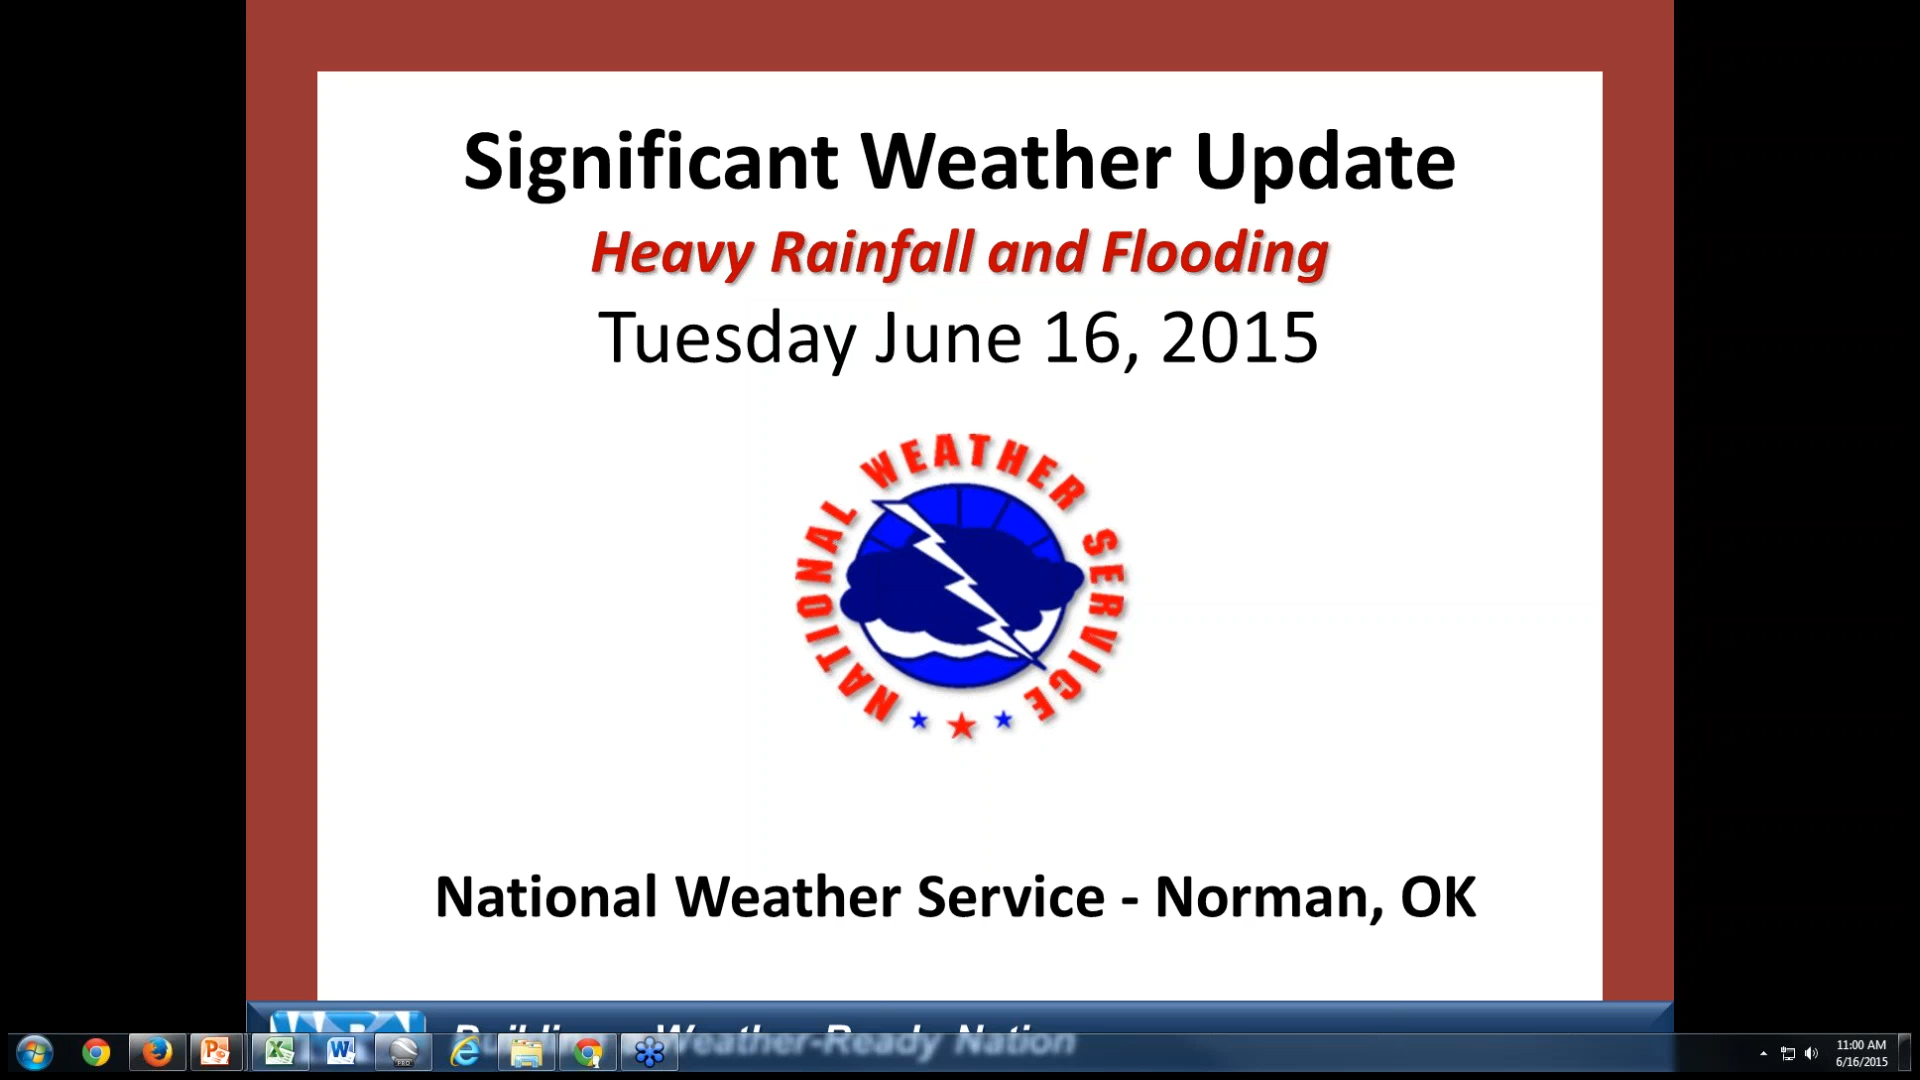 Significant Weather Update
Heavy Rainfall and Flooding
Tuesday June 16, 2015
NATIONAL WEATHER SERVICE
National Weather Service - Norman, OK
Weather-Ready Nation
PRO
11:00 AM
6/16/2015